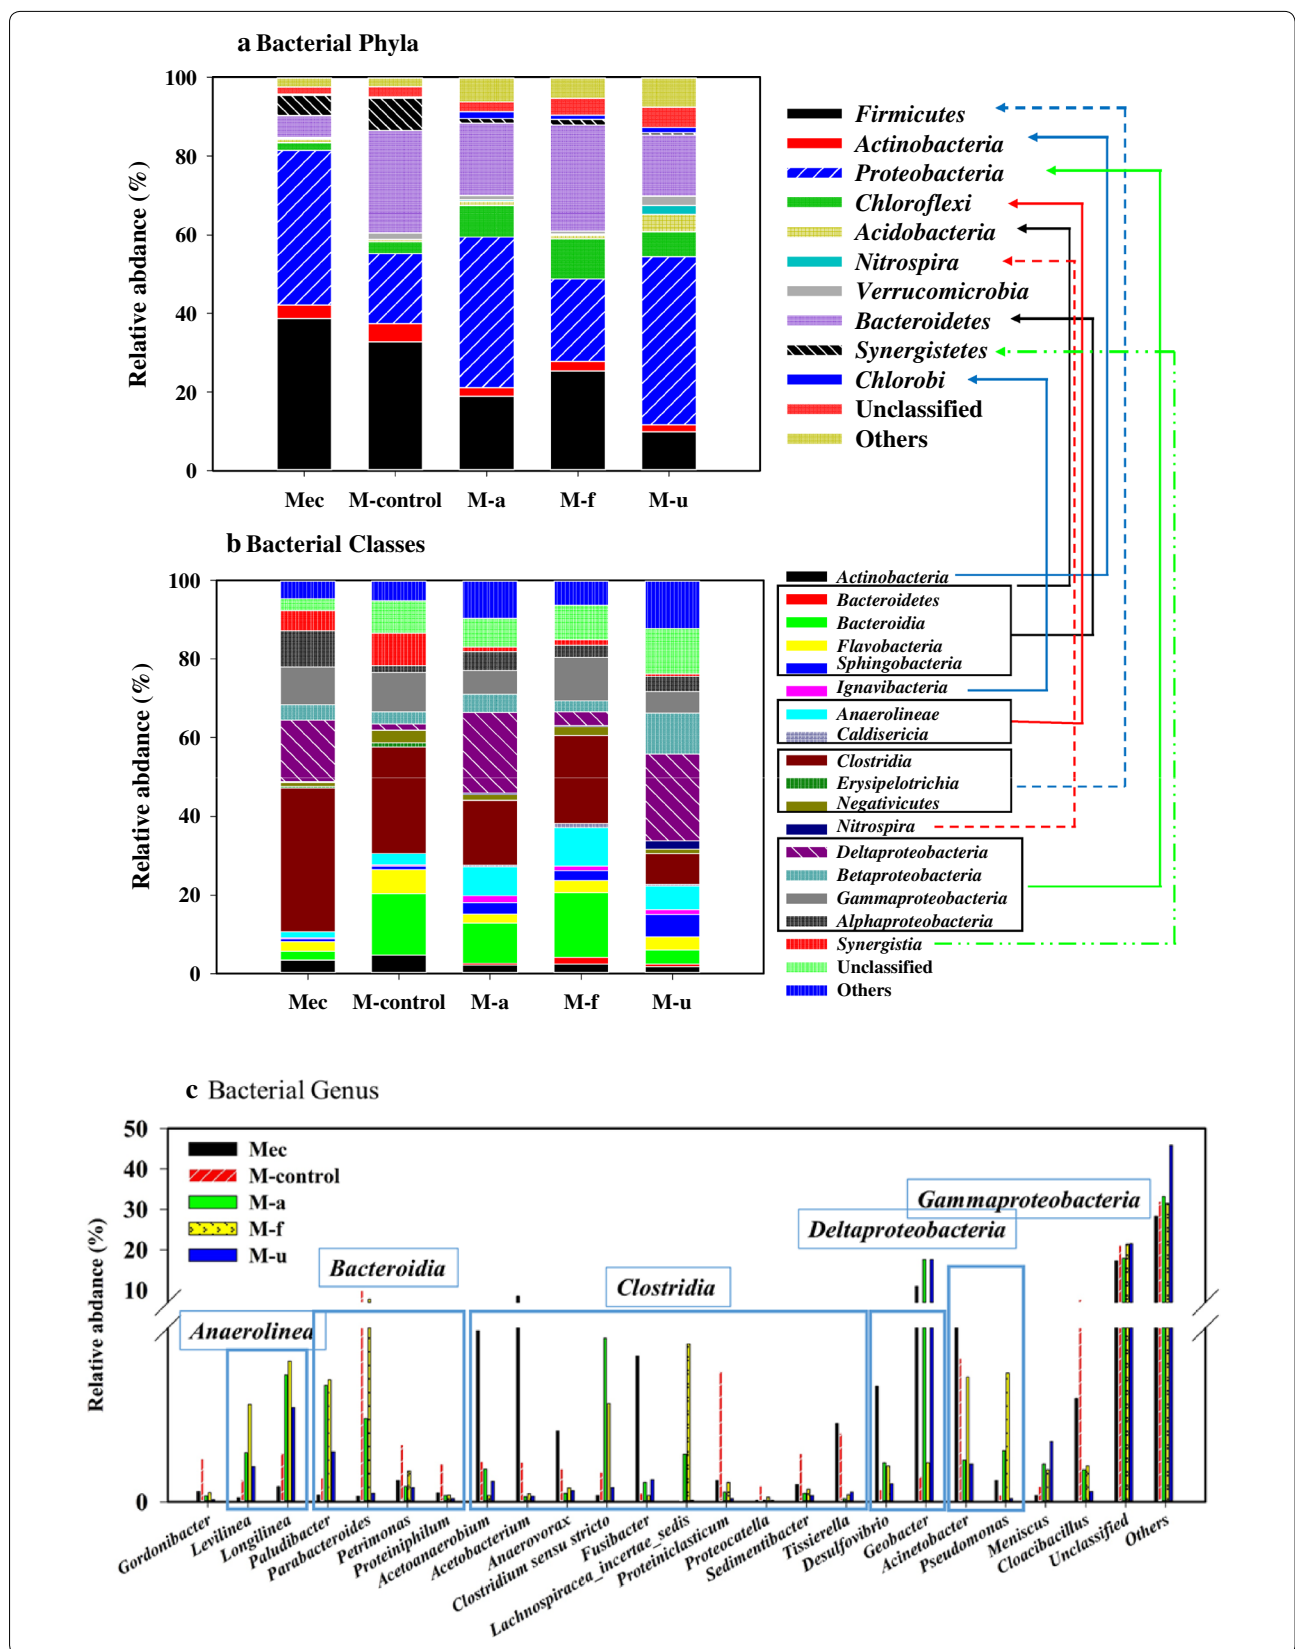 a Bacterial Phyla
Relative abdance (%)
100
80
60
40
20
0
Mec M-control M-a M-f M-u
Firmicutes
Actinobacteria
Proteobacteria
Chloroflexi
Acidobacteria
Nitrospira
Verrucomicrobia
Bacteroidetes
Synergistetes
Chlorobi
Unclassified
Others
b Bacterial Classes
Relative abdance (%)
100
80
60
40
20
0
Mec M-control M-a M-f M-u
Actinobacteria
Bacteroidetes
Bacteroidia
Flavobacteria
Sphingobacteria
Ignavibacteria
Anaerolineae
Caldisericia
Clostridia
Erysipelotrichia
Negativicutes
Nitrospira
Deltaproteobacteria
Betaproteobacteria
Gammaproteobacteria
Alphaproteobacteria
Synergistia
Unclassified
Others
c Bacterial Genus
Relative abdance (%)
50
40
30
20
10
0
Mec
M-control
M-a
M-f
M-u
Anaerolinea
Bacteroidia
Clostridia
Deltaproteobacteria
Gammaproteobacteria
Gordonibacter
Levilinea
Longilinea
Paludibacter
Parabacteroides
Petrimonas
Proteiniphilum
Acetoanaerobium
Acetobacterium
Anaerovorax
Clostridium sensu stricto
Fusibacter
Lachnospiracea_incertae_sedis
Proteiniclasticum
Proteocatella
Sedimentibacter
Tissierella
Desulfovibrio
Geobacter
Acinetobacter
Pseudomonas
Meniscus
Cloacibacillus
Unclassified
Others